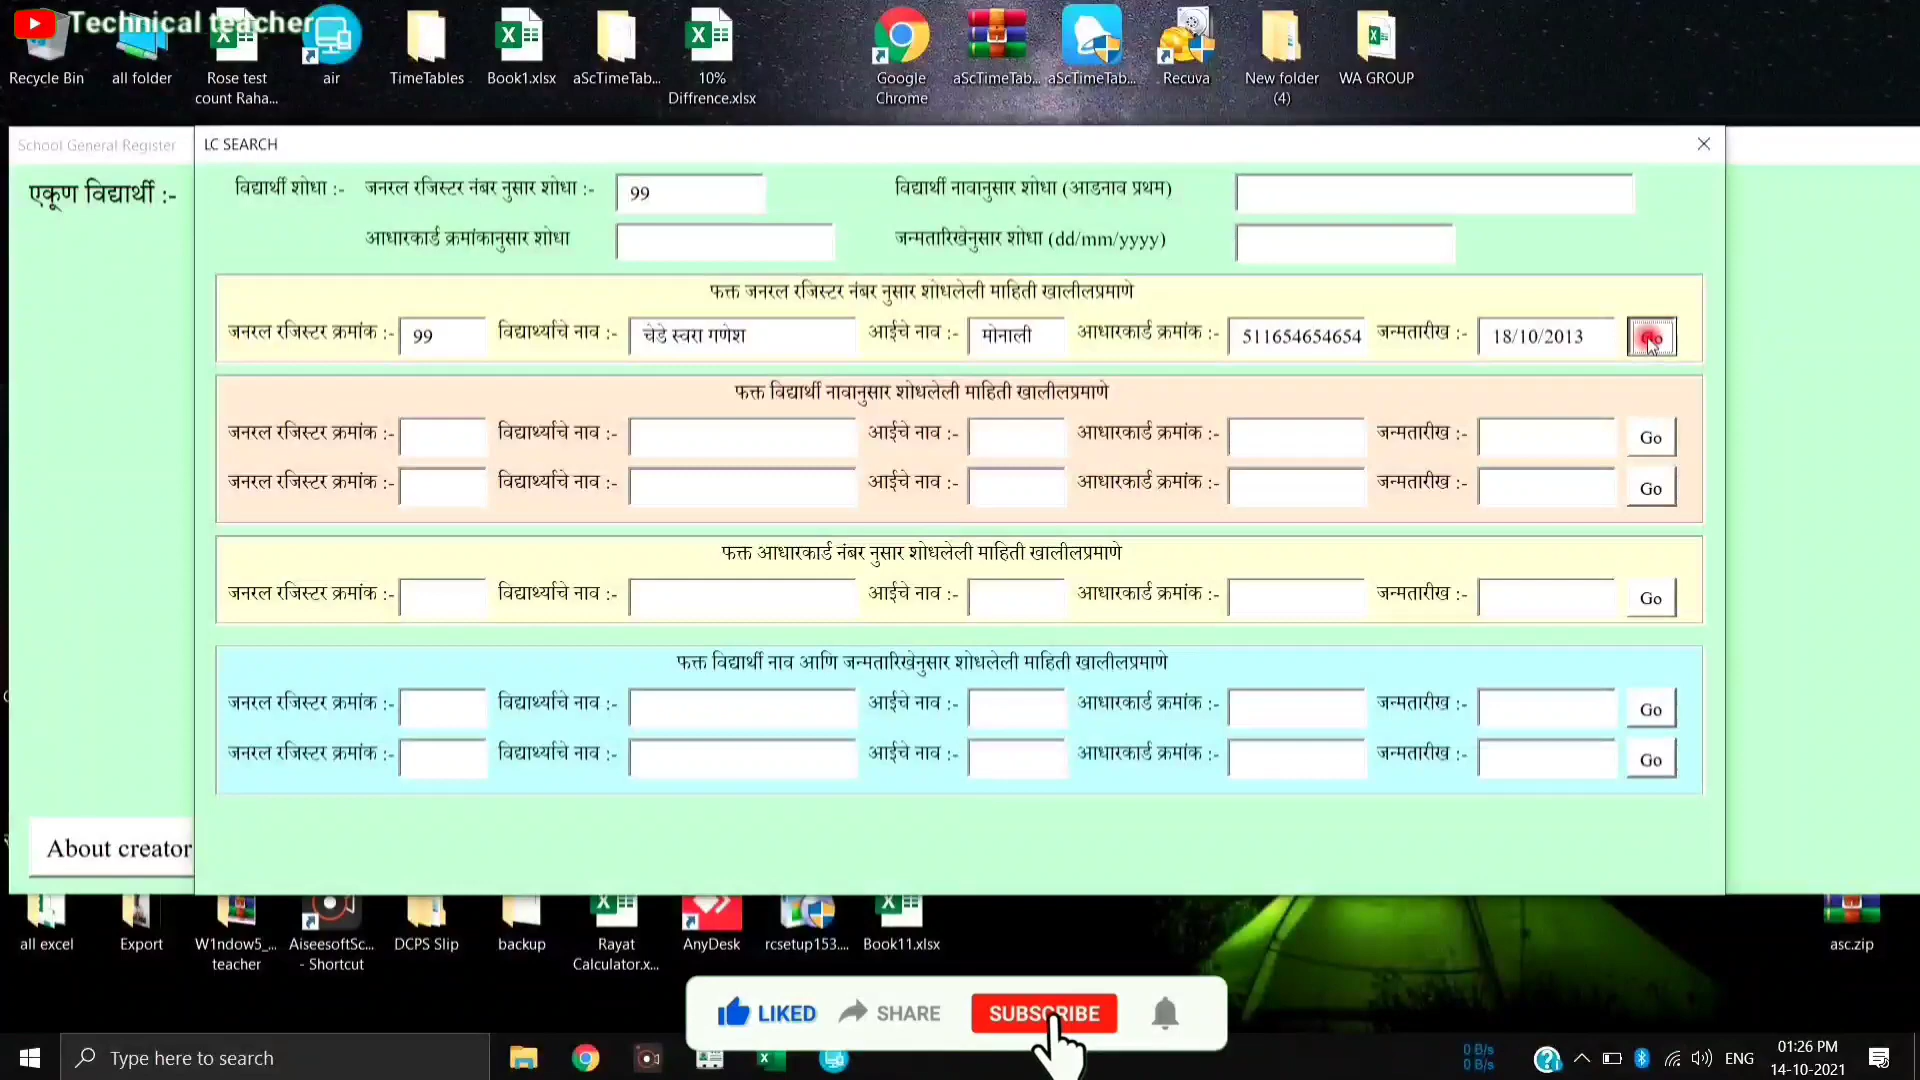 Technical teacher
Recycle Bin
all folder
Rose test count Raha...
air
TimeTables
Book1.xlsx
aScTimeTab...
10% Diffrence.xlsx
Google Chrome
aScTimeTab...
aScTimeTab...
Recuva
New folder (4)
WA GROUP
School General Register
LC SEARCH
एकूण विद्यार्थी :-
विद्यार्थी शोधा :- जनरल रजिस्टर नंबर नुसार शोधा :- 99 विद्यार्थी नावानुसार शोधा (आडनाव प्रथम)
आधारकार्ड क्रमांकानुसार शोधा जन्मतारिखेनुसार शोधा (dd/mm/yyyy)
फक्त जनरल रजिस्टर नंबर नुसार शोधलेली माहिती खालीलप्रमाणे
जनरल रजिस्टर क्रमांक :- 99 विद्यार्थ्याचे नाव :- चेडे स्वरा गणेश आईचे नाव :- मोनाली आधारकार्ड क्रमांक :- 511654654654 जन्मतारीख :- 18/10/2013 Go
फक्त विद्यार्थी नावानुसार शोधलेली माहिती खालीलप्रमाणे
जनरल रजिस्टर क्रमांक :- विद्यार्थ्याचे नाव :- आईचे नाव :- आधारकार्ड क्रमांक :- जन्मतारीख :- Go
जनरल रजिस्टर क्रमांक :- विद्यार्थ्याचे नाव :- आईचे नाव :- आधारकार्ड क्रमांक :- जन्मतारीख :- Go
फक्त आधारकार्ड नंबर नुसार शोधलेली माहिती खालीलप्रमाणे
जनरल रजिस्टर क्रमांक :- विद्यार्थ्याचे नाव :- आईचे नाव :- आधारकार्ड क्रमांक :- जन्मतारीख :- Go
फक्त विद्यार्थी नाव आणि जन्मतारिखेनुसार शोधलेली माहिती खालीलप्रमाणे
जनरल रजिस्टर क्रमांक :- विद्यार्थ्याचे नाव :- आईचे नाव :- आधारकार्ड क्रमांक :- जन्मतारीख :- Go
जनरल रजिस्टर क्रमांक :- विद्यार्थ्याचे नाव :- आईचे नाव :- आधारकार्ड क्रमांक :- जन्मतारीख :- Go
About creator
all excel
Export
W1ndow5_... teacher
AiseesoftSc... - Shortcut
DCPS Slip
backup
Rayat Calculator.x...
AnyDesk
rcsetup153....
Book11.xlsx
asc.zip
LIKED SHARE SUBSCRIBE
Type here to search
0 B/s
0 B/s
ENG
01:26 PM
14-10-2021